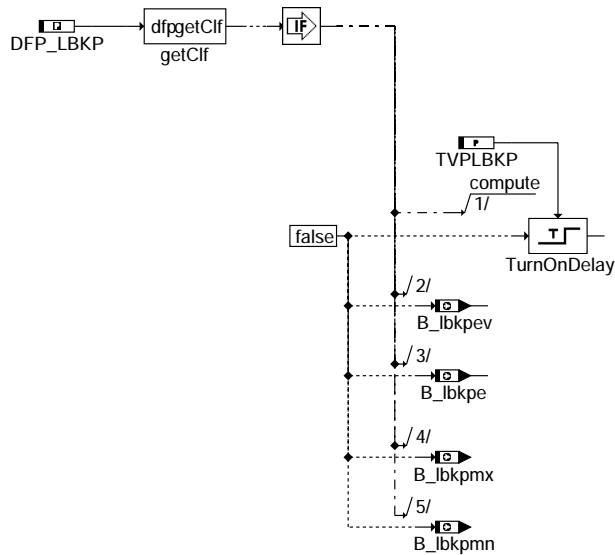 dfpgetClf
DFP_LBKP
getClf
IF
P
TVPLBKP
compute
1/
false
T
TurnOnDelay
2/
B_lbkpev
3/
B_lbkpe
4/
B_lbkpmx
5/
B_lbkpmn